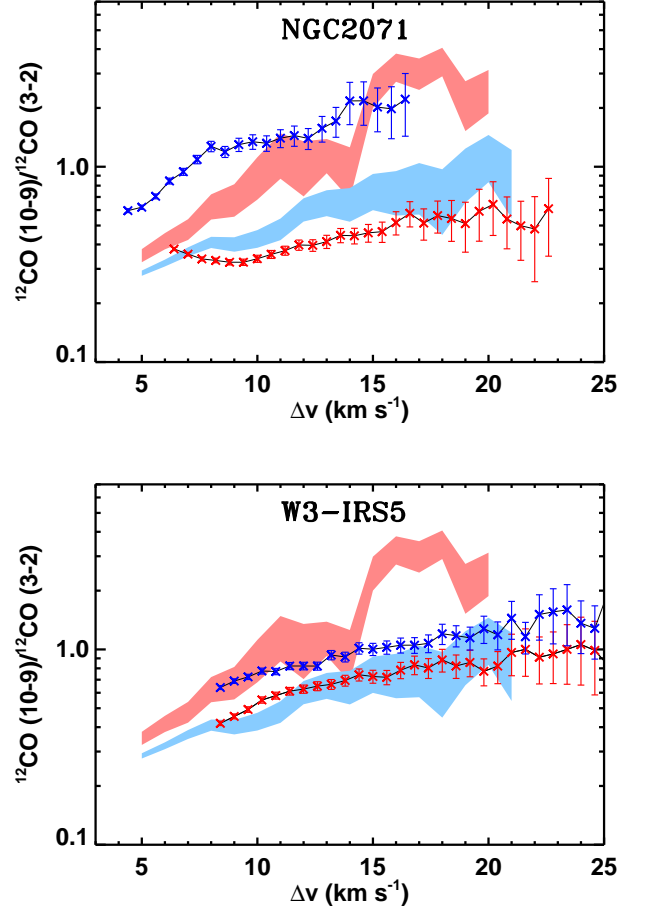 NGC2071
¹²CO (10-9)/¹²CO (3-2)
1.0
0.1
5 10 15 20 25
Δv (km s⁻¹)
W3-IRS5
¹²CO (10-9)/¹²CO (3-2)
1.0
0.1
5 10 15 20 25
Δv (km s⁻¹)